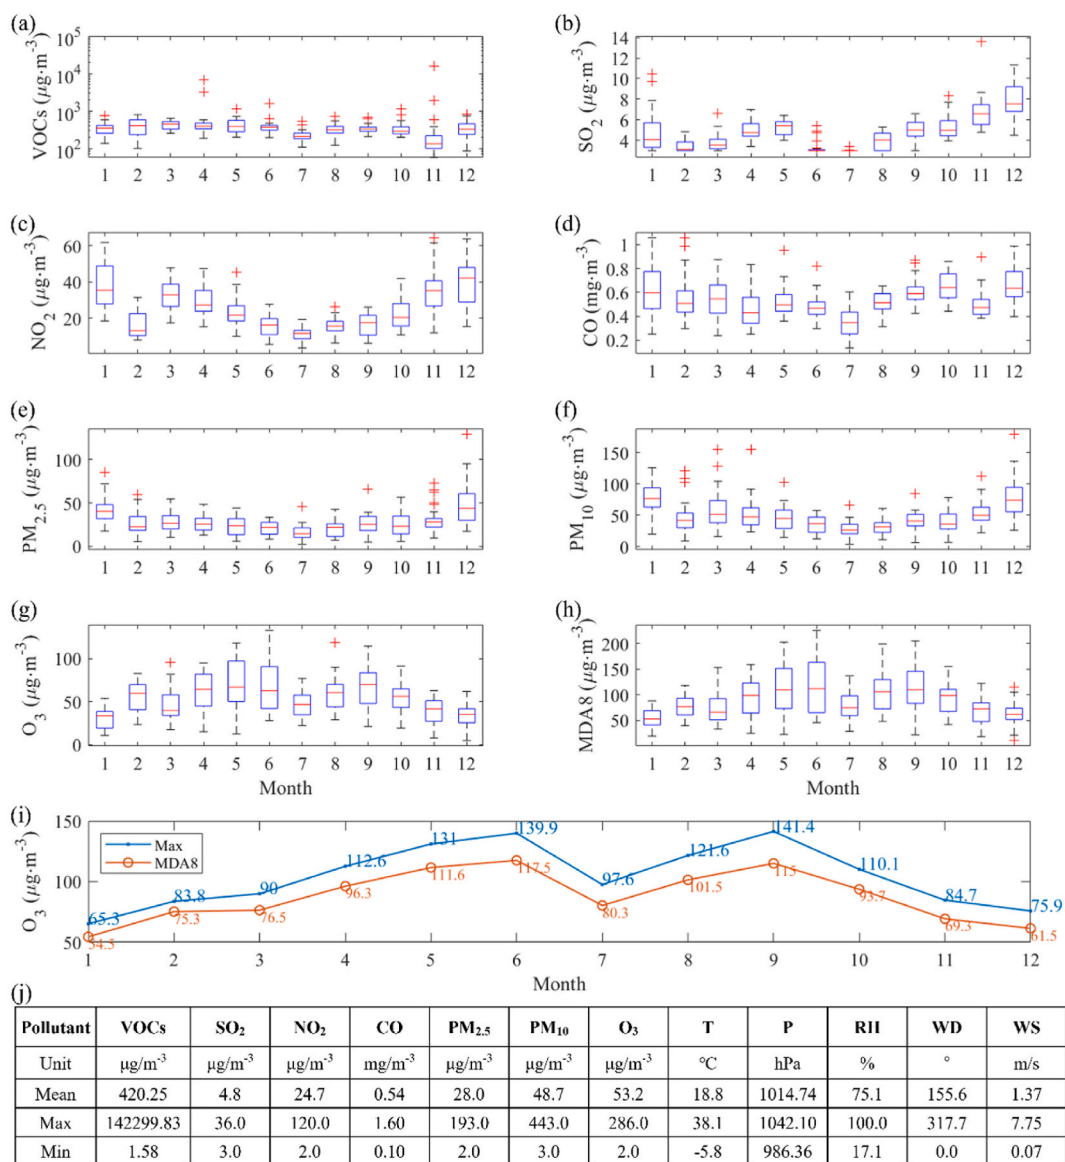 (a)
VOCs (μg·m⁻³)
10⁵
10⁴
10³
10²
1 2 3 4 5 6 7 8 9 10 11 12
(b)
SO₂ (μg·m⁻³)
14
12
10
8
6
4
1 2 3 4 5 6 7 8 9 10 11 12
(c)
NO₂ (μg·m⁻³)
60
40
20
1 2 3 4 5 6 7 8 9 10 11 12
(d)
CO (mg·m⁻³)
1
0.8
0.6
0.4
0.2
1 2 3 4 5 6 7 8 9 10 11 12
(e)
PM₂.₅ (μg·m⁻³)
100
50
0
1 2 3 4 5 6 7 8 9 10 11 12
(f)
PM₁₀ (μg·m⁻³)
150
100
50
0
1 2 3 4 5 6 7 8 9 10 11 12
(g)
O₃ (μg·m⁻³)
100
50
0
1 2 3 4 5 6 7 8 9 10 11 12
Month
(h)
MDA8 (μg·m⁻³)
200
150
100
50
1 2 3 4 5 6 7 8 9 10 11 12
Month
(i)
O₃ (μg·m⁻³)
150
100
50
Max
MDA8
65.3 83.8 90 112.6 131 139.9 97.6 121.6 141.4 110.1 84.7 75.9
54.5 75.3 76.5 96.3 111.6 117.5 80.3 101.5 115 93.7 69.3 61.5
1 2 3 4 5 6 7 8 9 10 11 12
Month
(j)
Pollutant VOCs SO₂ NO₂ CO PM₂.₅ PM₁₀ O₃ T P RH WD WS
Unit μg/m⁻³ μg/m⁻³ μg/m⁻³ mg/m⁻³ μg/m⁻³ μg/m⁻³ μg/m⁻³ °C hPa % ° m/s
Mean 420.25 4.8 24.7 0.54 28.0 48.7 53.2 18.8 1014.74 75.1 155.6 1.37
Max 142299.83 36.0 120.0 1.60 193.0 443.0 286.0 38.1 1042.10 100.0 317.7 7.75
Min 1.58 3.0 2.0 0.10 2.0 3.0 2.0 -5.8 986.36 17.1 0.0 0.07